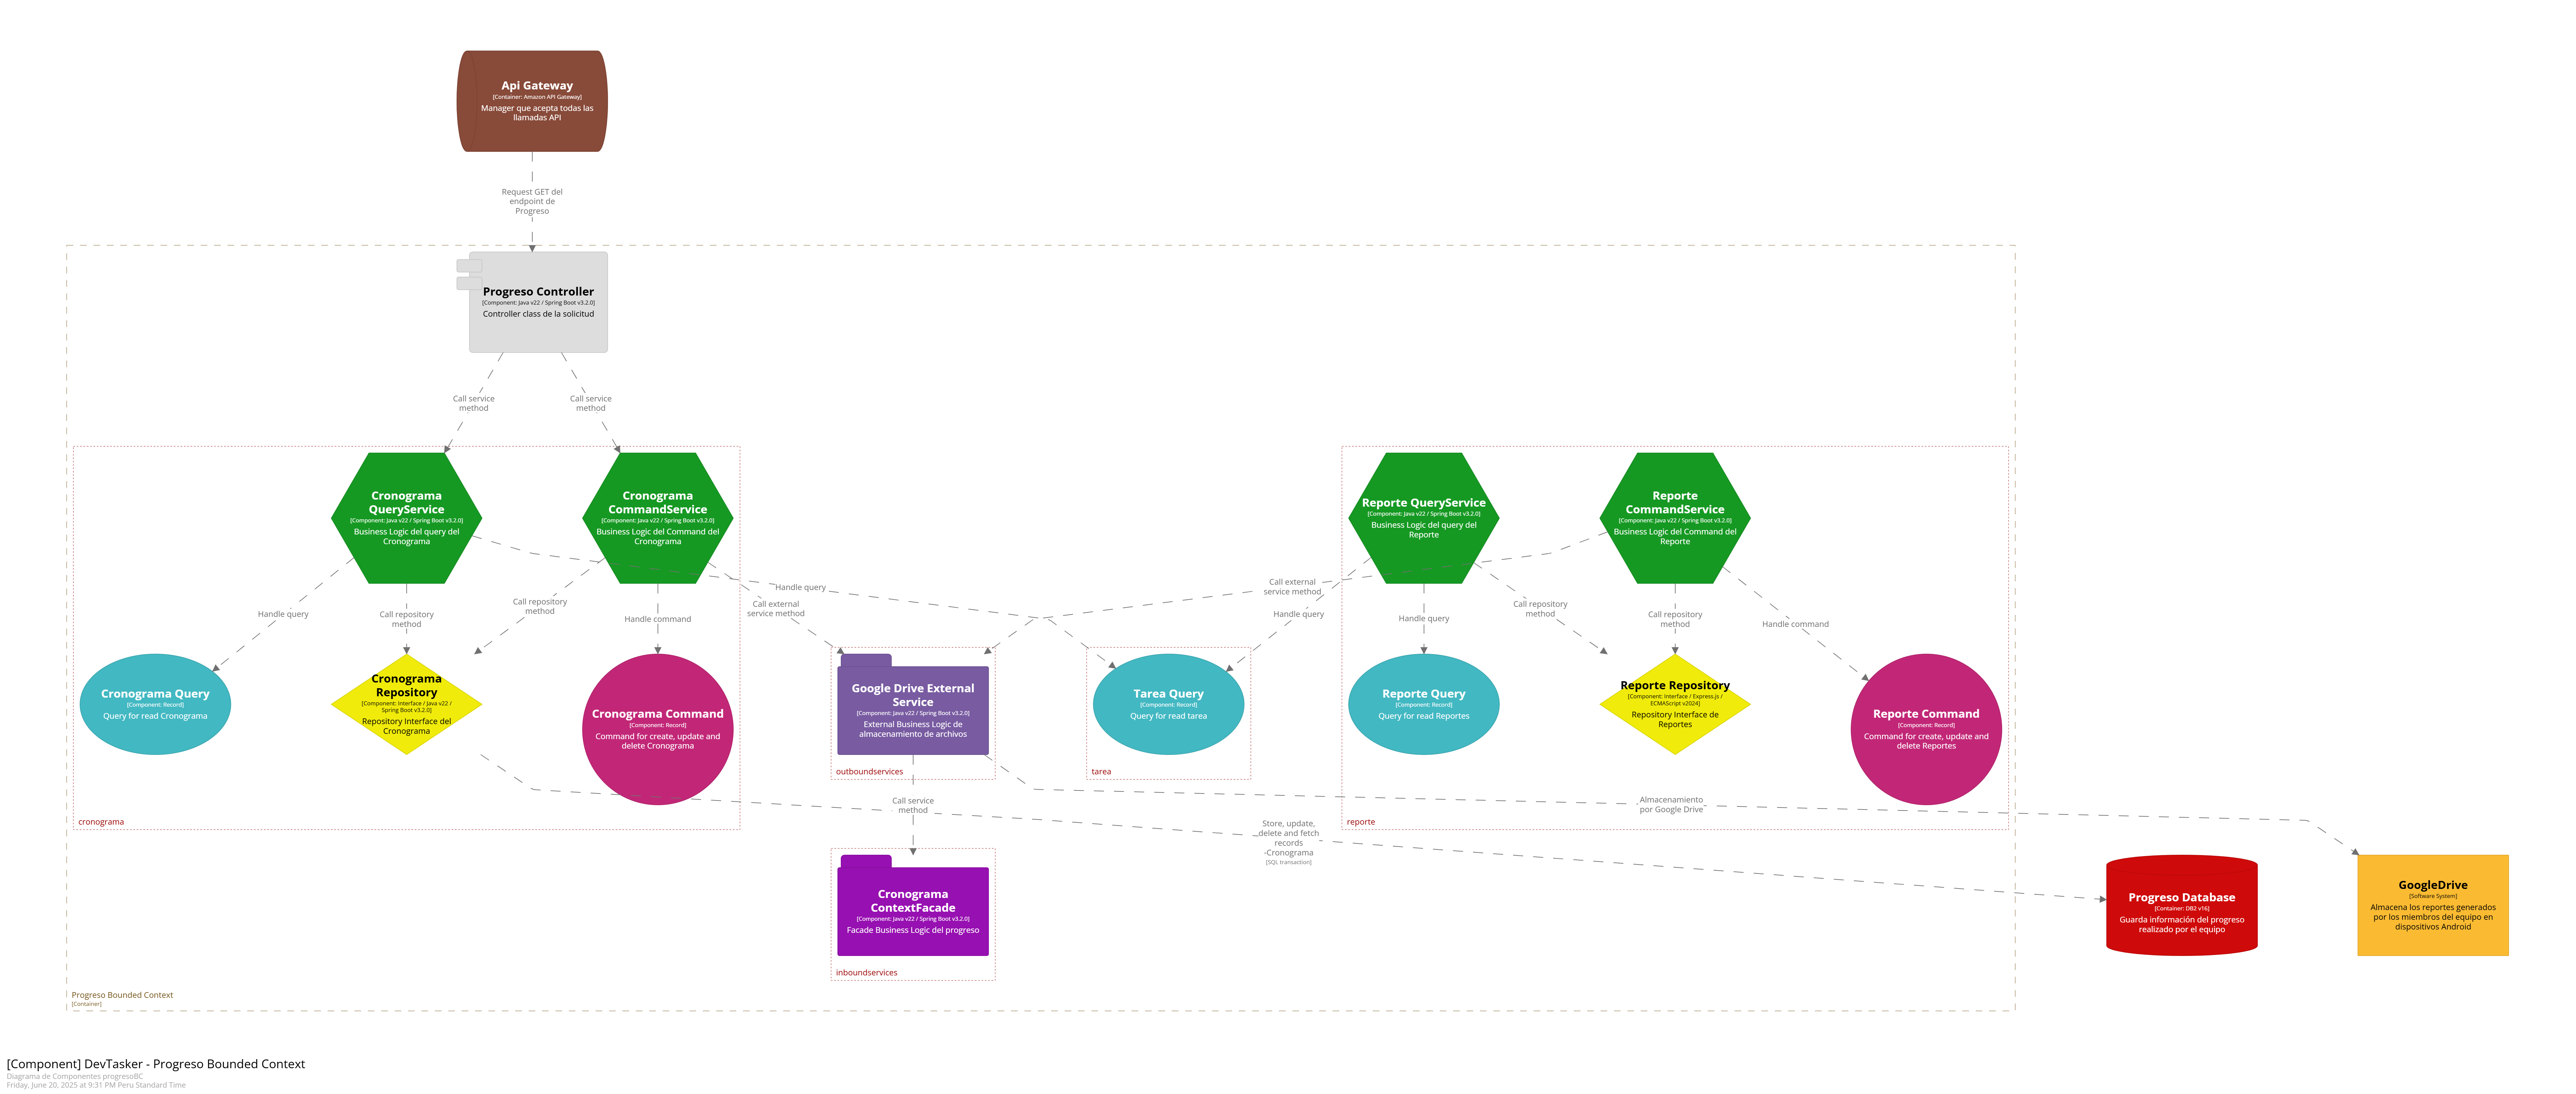 Api Gateway
[Container: Amazon API Gateway]
Manager que acepta todas las
llamadas API
Request GET del
endpoint de
Progreso
Progreso Controller
[Component: Java v22 / Spring Boot v3.2.0]
Controller class de la solicitud
Call service
method
Call service
method
Cronograma
QueryService
[Component: Java v22 / Spring Boot v3.2.0]
Business Logic del query del
Cronograma
Cronograma
CommandService
[Component: Java v22 / Spring Boot v3.2.0]
Business Logic del Command del
Cronograma
Reporte QueryService
[Component: Java v22 / Spring Boot v3.2.0]
Business Logic del query del
Reporte
Reporte
CommandService
[Component: Java v22 / Spring Boot v3.2.0]
Business Logic del Command del
Reporte
Handle query
Call repository
method
Call repository
method
Handle command
Handle query
Call external
service method
Call external
service method
Handle query
Handle query
Call repository
method
Call repository
method
Handle command
Cronograma Query
[Component: Record]
Query for read Cronograma
Cronograma
Repository
[Component: Interface / Java v22 /
Spring Boot v3.2.0]
Repository Interface del
Cronograma
Cronograma Command
[Component: Record]
Command for create, update and
delete Cronograma
Google Drive External
Service
[Component: Java v22 / Spring Boot v3.2.0]
External Business Logic de
almacenamiento de archivos
outboundservices
Tarea Query
[Component: Record]
Query for read tarea
tarea
Reporte Query
[Component: Record]
Query for read Reportes
Reporte Repository
[Component: Interface / Express.js /
ECMAScript v2024]
Repository Interface de
Reportes
Reporte Command
[Component: Record]
Command for create, update and
delete Reportes
cronograma
Call service
method
Almacenamiento
por Google Drive
reporte
Store, update,
delete and fetch
records
-Cronograma
[SQL transaction]
Cronograma
ContextFacade
[Component: Java v22 / Spring Boot v3.2.0]
Facade Business Logic del progreso
inboundservices
Progreso Database
[Container: DB2 v16]
Guarda información del progreso
realizado por el equipo
GoogleDrive
[Software System]
Almacena los reportes generados
por los miembros del equipo en
dispositivos Android
Progreso Bounded Context
[Container]
[Component] DevTasker - Progreso Bounded Context
Diagrama de Componentes progresoBC
Friday, June 20, 2025 at 9:31 PM Peru Standard Time